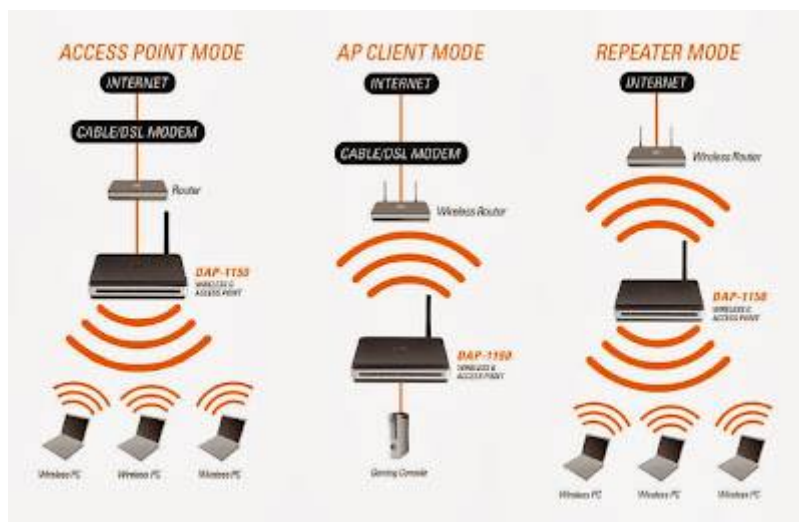 ACCESS POINT MODE
INTERNET
CABLE/DSL MODEM
Router
DAP-1150
WIRELESS G
ACCESS POINT
Wireless PC
Wireless PC
Wireless PC
AP CLIENT MODE
INTERNET
CABLE/DSL MODEM
Wireless Router
DAP-1150
WIRELESS G
ACCESS POINT
Gaming Console
REPEATER MODE
INTERNET
Wireless Router
DAP-1150
WIRELESS G
ACCESS POINT
Wireless PC
Wireless PC
Wireless PC